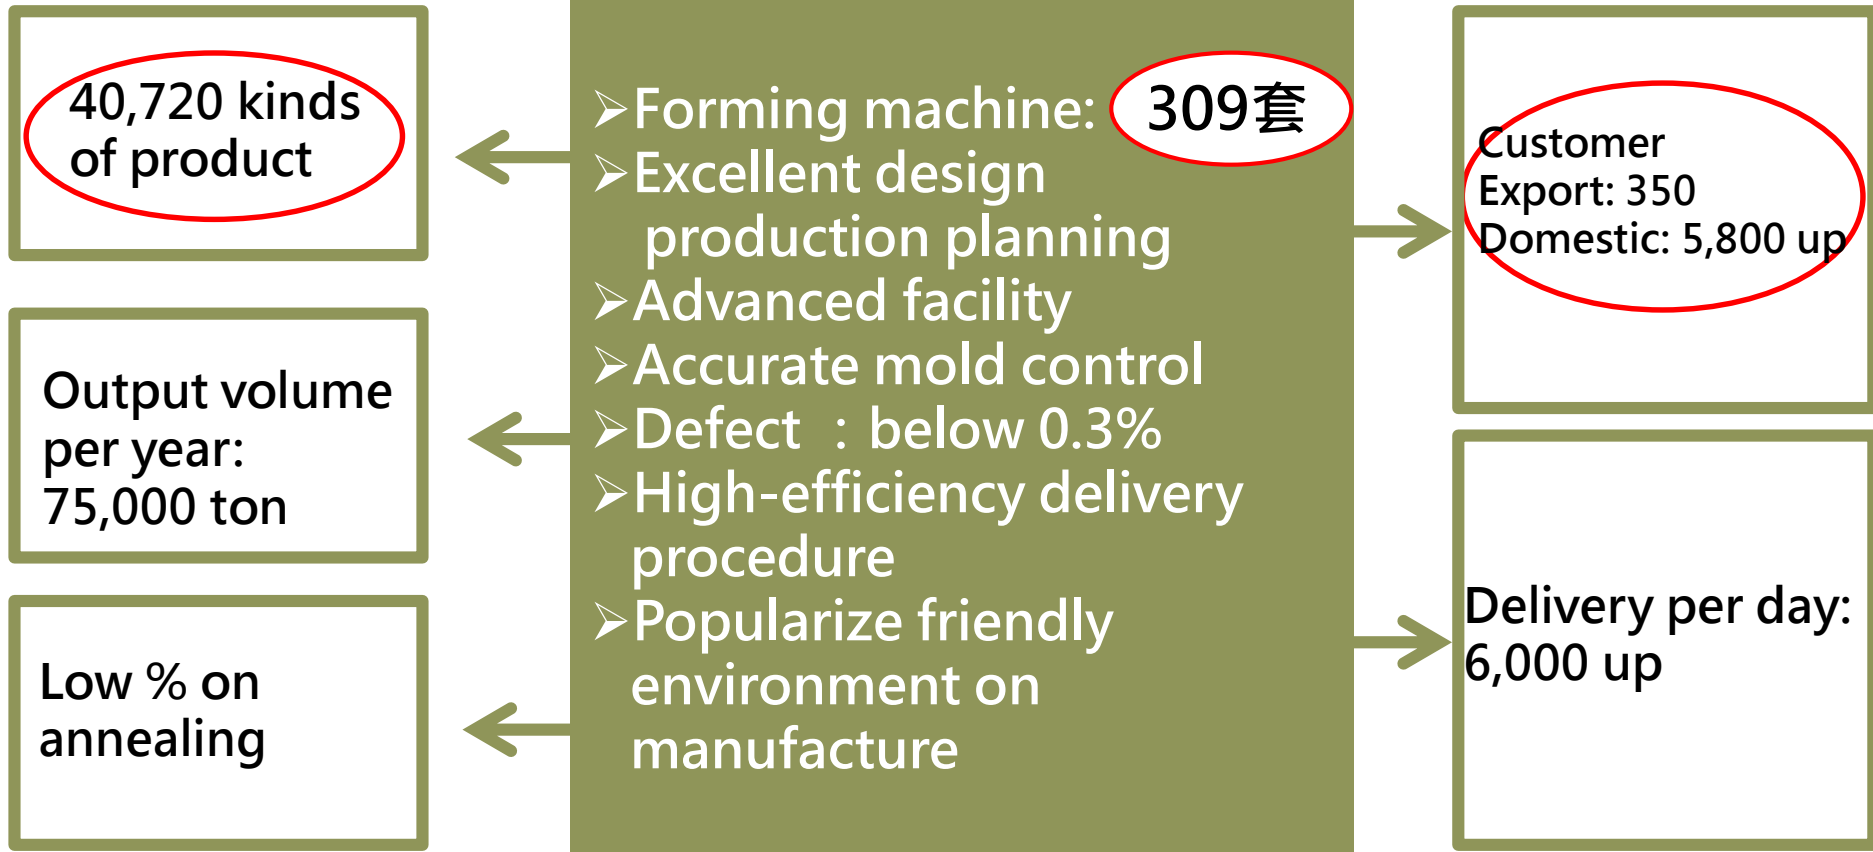 40,720 kinds
of product
Output volume
per year:
75,000 ton
Low % on
annealing
➢Forming machine: 309套
➢Excellent design
production planning
➢Advanced facility
➢Accurate mold control
➢Defect ：below 0.3%
➢High-efficiency delivery
procedure
➢Popularize friendly
environment on
manufacture
Customer
Export: 350
Domestic: 5,800 up
Delivery per day:
6,000 up